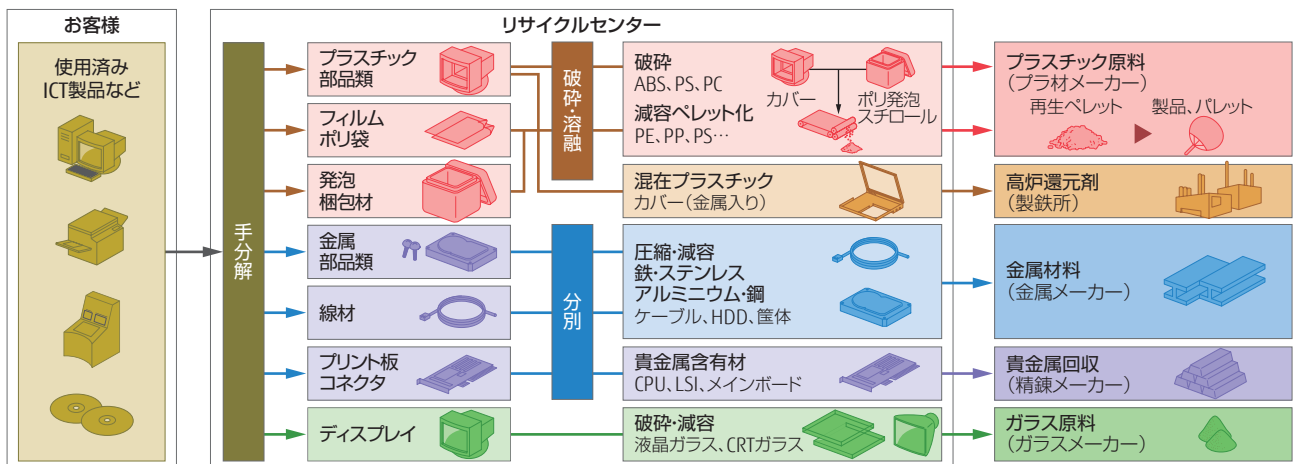 お客様
使用済み
ICT製品など
リサイクルセンター
手分解
プラスチック
部品類
フィルム
ポリ袋
発泡
梱包材
金属
部品類
線材
プリント板
コネクタ
ディスプレイ
破砕・溶融
分別
破砕
ABS、PS、PC
減容ペレット化
PE、PP、PS…
カバー
ポリ発泡
スチロール
混在プラスチック
カバー（金属入り）
圧縮・減容
鉄・ステンレス
アルミニウム・鋼
ケーブル、HDD、筐体
貴金属含有材
CPU、LSI、メインボード
破砕・減容
液晶ガラス、CRTガラス
プラスチック原料
（プラ材メーカー）
再生ペレット
製品、パレット
高炉還元剤
（製鉄所）
金属材料
（金属メーカー）
貴金属回収
（精錬メーカー）
ガラス原料
（ガラスメーカー）